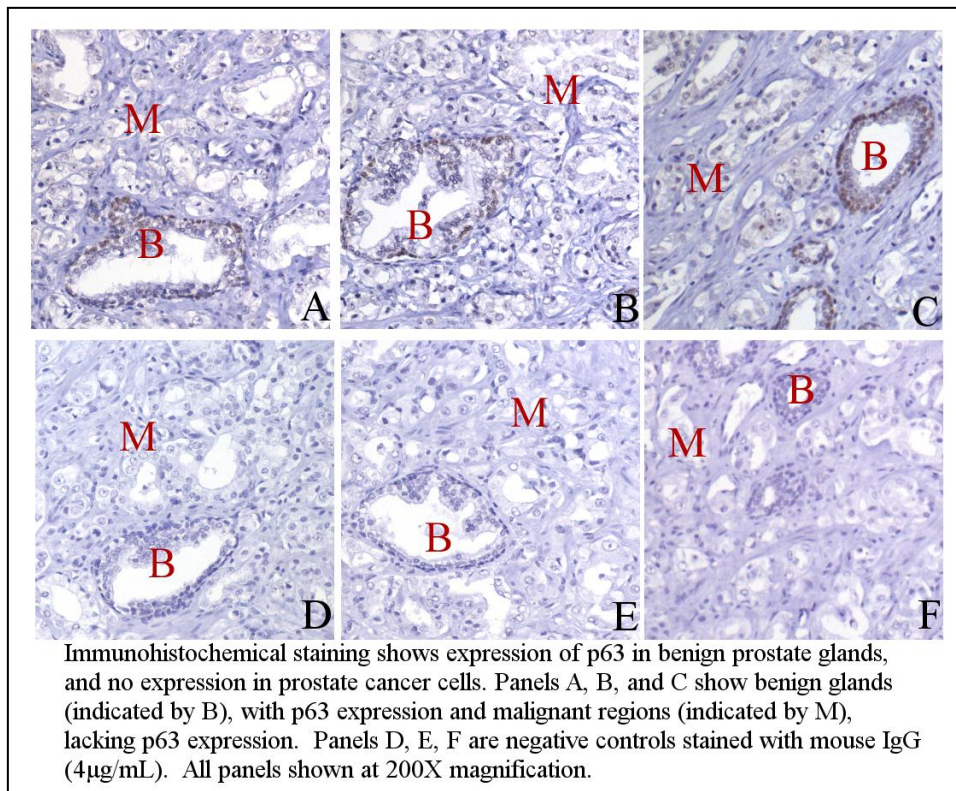 M
M
M
B
B
B
A
B
C
M
B
M
M
B
B
D
E
F
Immunohistochemical staining shows expression of p63 in benign prostate glands,
and no expression in prostate cancer cells. Panels A, B, and C show benign glands
(indicated by B), with p63 expression and malignant regions (indicated by M),
lacking p63 expression. Panels D, E, F are negative controls stained with mouse IgG
(4µg/mL). All panels shown at 200X magnification.